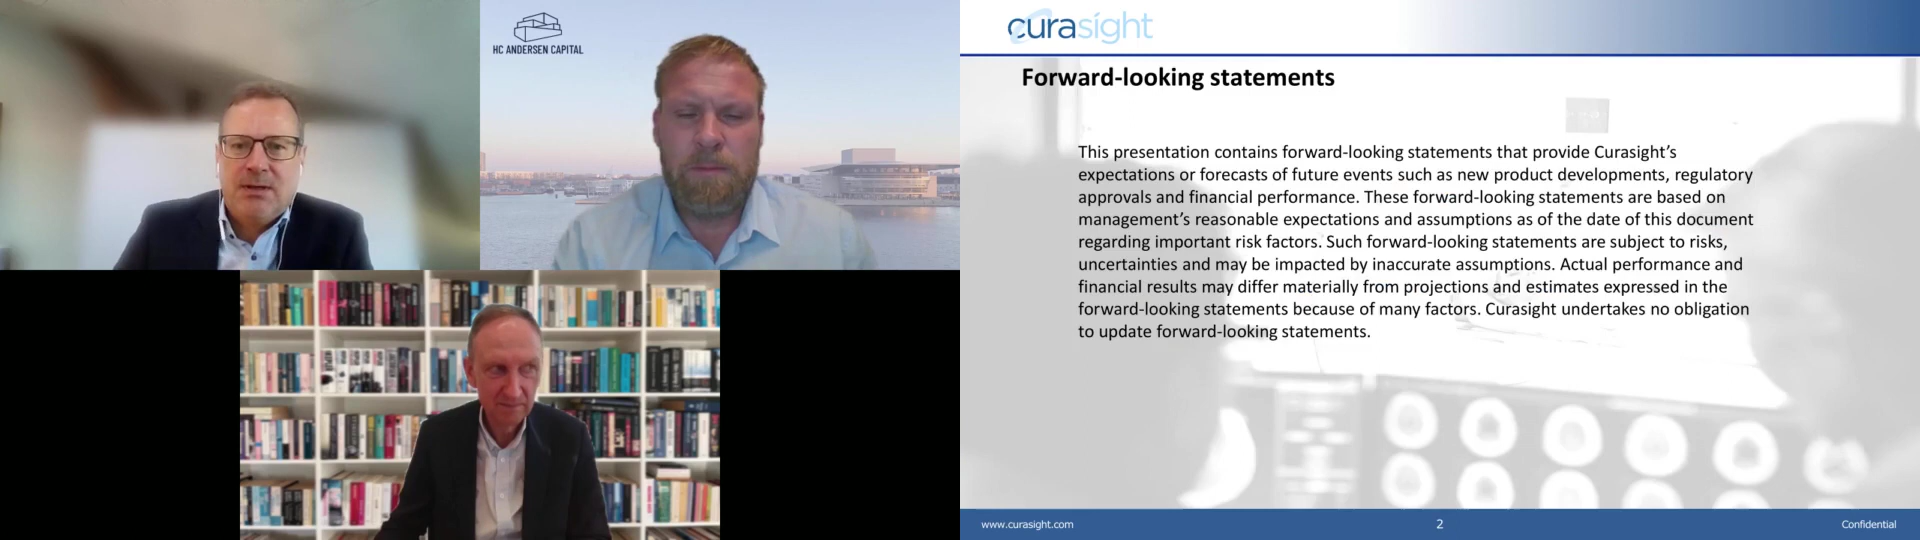 HC ANDERSEN CAPITAL
curasight
Forward-looking statements
This presentation contains forward-looking statements that provide Curasight’s
expectations or forecasts of future events such as new product developments, regulatory
approvals and financial performance. These forward-looking statements are based on
management’s reasonable expectations and assumptions as of the date of this document
regarding important risk factors. Such forward-looking statements are subject to risks,
uncertainties and may be impacted by inaccurate assumptions. Actual performance and
financial results may differ materially from projections and estimates expressed in the
forward-looking statements because of many factors. Curasight undertakes no obligation
to update forward-looking statements.
www.curasight.com
2
Confidential